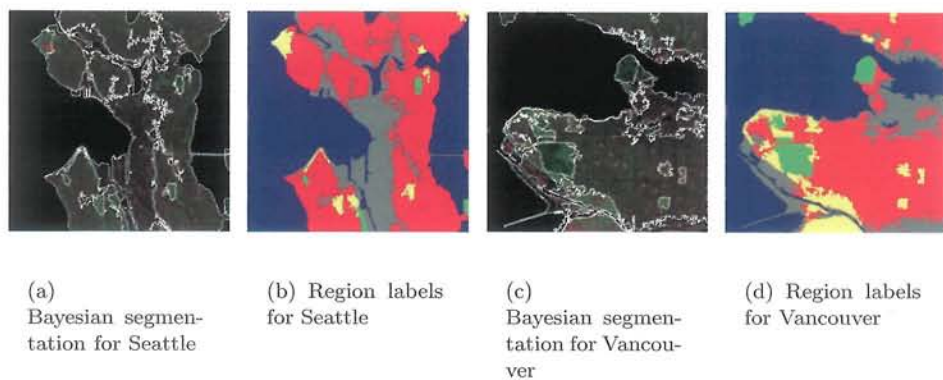 (a)
Bayesian segmen-
tation for Seattle
(b) Region labels
for Seattle
(c)
Bayesian segmen-
tation for Vancou-
ver
(d) Region labels
for Vancouver